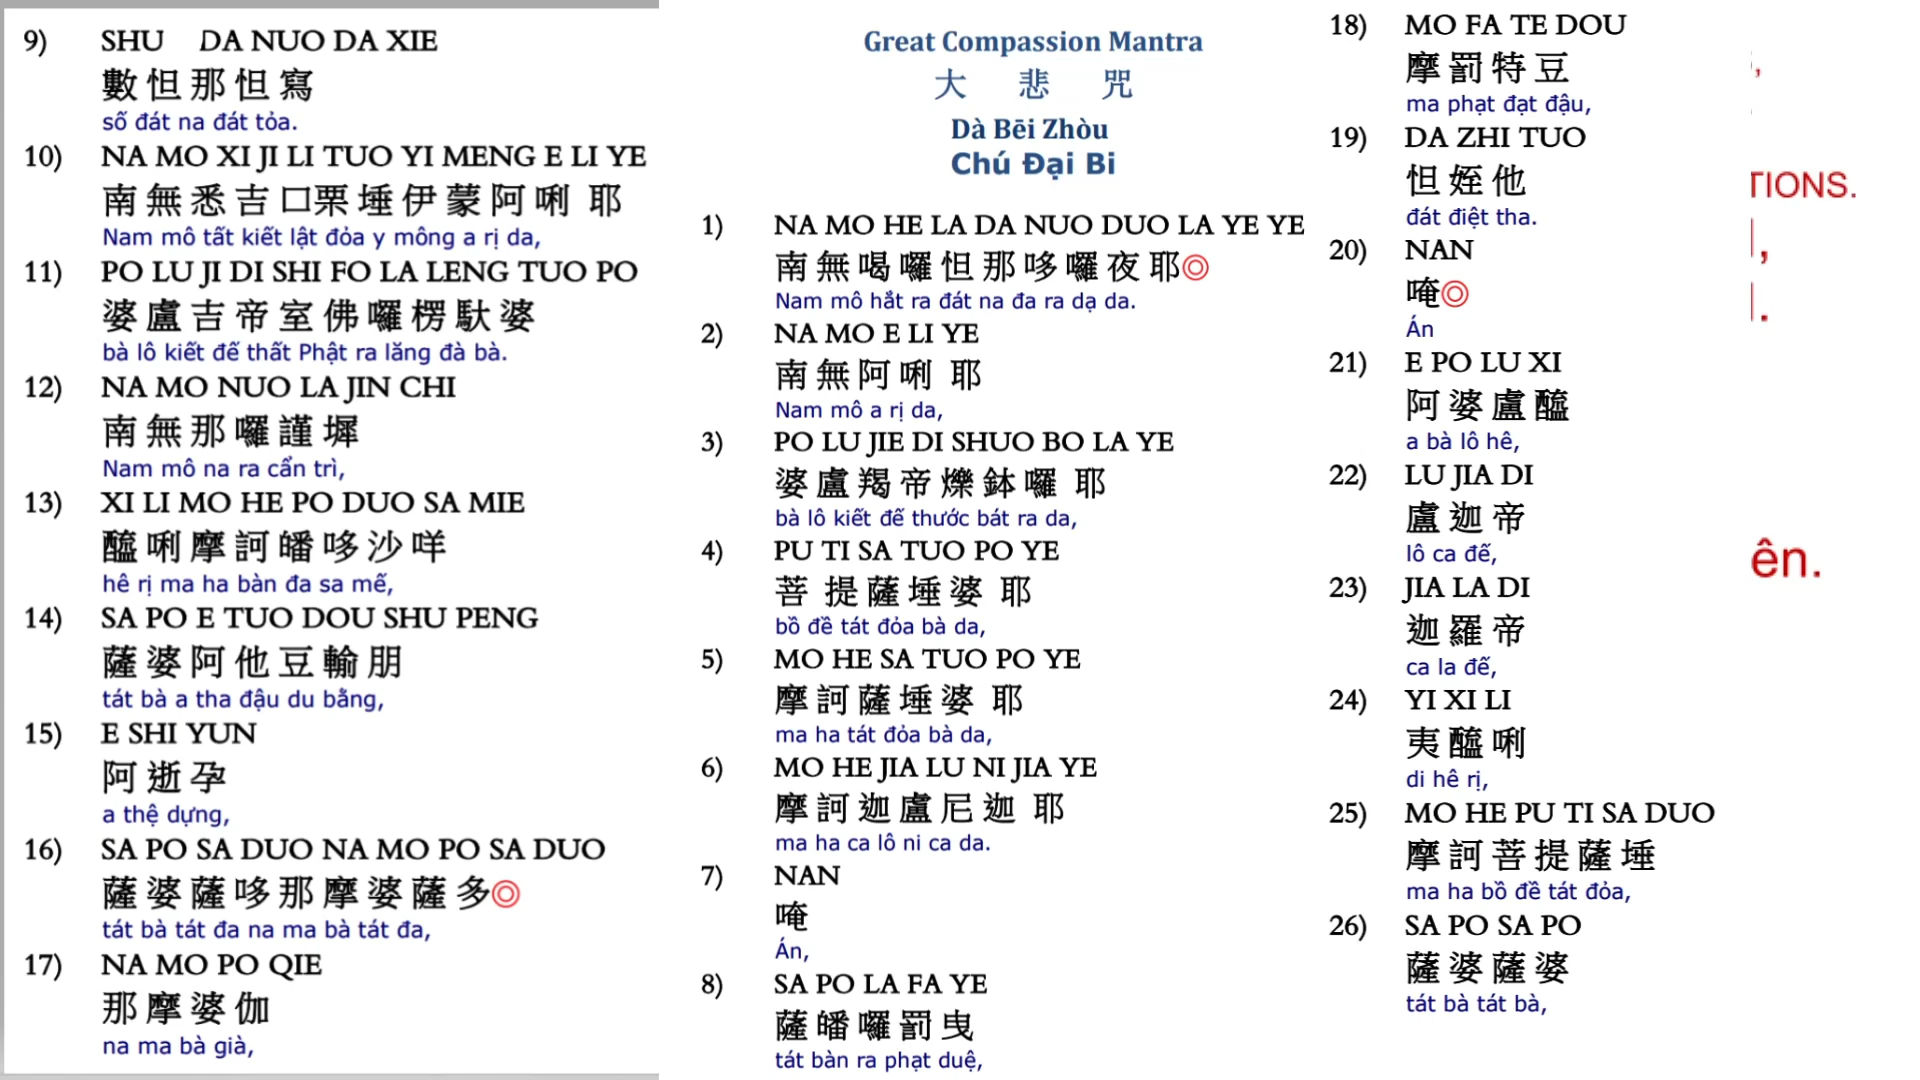 Great Compassion Mantra
大 悲 咒
Dà Bēi Zhòu
Chú Đại Bi
1) NA MO HE LA DA NUO DUO LA YE YE
南 無 喝 囉 怛 那 哆 囉 夜 耶◎
Nam mô hắt ra đát na đa ra dạ da.
2) NA MO E LI YE
南 無 阿 唎 耶
Nam mô a rị da,
3) PO LU JIE DI SHUO BO LA YE
婆 盧 羯 帝 爍 鉢 囉 耶
bà lô kiết đế thước bát ra da,
4) PU TI SA TUO PO YE
菩 提 薩 埵 婆 耶
bồ đề tát đỏa bà da,
5) MO HE SA TUO PO YE
摩 訶 薩 埵 婆 耶
ma ha tát đỏa bà da,
6) MO HE JIA LU NI JIA YE
摩 訶 迦 盧 尼 迦 耶
ma ha ca lô ni ca da.
7) NAN
唵
Án,
8) SA PO LA FA YE
薩 皤 囉 罰 曳
tát bàn ra phạt duệ,
9) SHU DA NUO DA XIE
數 怛 那 怛 寫
số đát na đát tỏa.
10) NA MO XI JI LI TUO YI MENG E LI YE
南 無 悉 吉 口栗 埵 伊 蒙 阿 唎 耶
Nam mô tất kiết lật đỏa y mông a rị da,
11) PO LU JI DI SHI FO LA LENG TUO PO
婆 盧 吉 帝 室 佛 囉 楞 馱 婆
bà lô kiết đế thất Phật ra lăng đà bà.
12) NA MO NUO LA JIN CHI
南 無 那 囉 謹 墀
Nam mô na ra cẩn trì,
13) XI LI MO HE PO DUO SA MIE
醯 唎 摩 訶 皤 哆 沙 咩
hê rị ma ha bàn đa sa mế,
14) SA PO E TUO DOU SHU PENG
薩 婆 阿 他 豆 輸 朋
tát bà a tha đậu du bằng,
15) E SHI YUN
阿 逝 孕
a thệ dựng,
16) SA PO SA DUO NA MO PO SA DUO
薩 婆 薩 哆 那 摩 婆 薩 多◎
tát bà tát đa na ma bà tát đa,
17) NA MO PO QIE
那 摩 婆 伽
na ma bà già,
18) MO FA TE DOU
摩 罰 特 豆
ma phạt đạt đậu,
19) DA ZHI TUO
怛 姪 他
đát điệt tha.
20) NAN
唵◎
Án
21) E PO LU XI
阿 婆 盧 醯
a bà lô hê,
22) LU JIA DI
盧 迦 帝
lô ca đế,
23) JIA LA DI
迦 羅 帝
ca la đế,
24) YI XI LI
夷 醯 唎
di hê rị,
25) MO HE PU TI SA DUO
摩 訶 菩 提 薩 埵
ma ha bồ đề tát đỏa,
26) SA PO SA PO
薩 婆 薩 婆
tát bà tát bà,
TIONS.
ên.